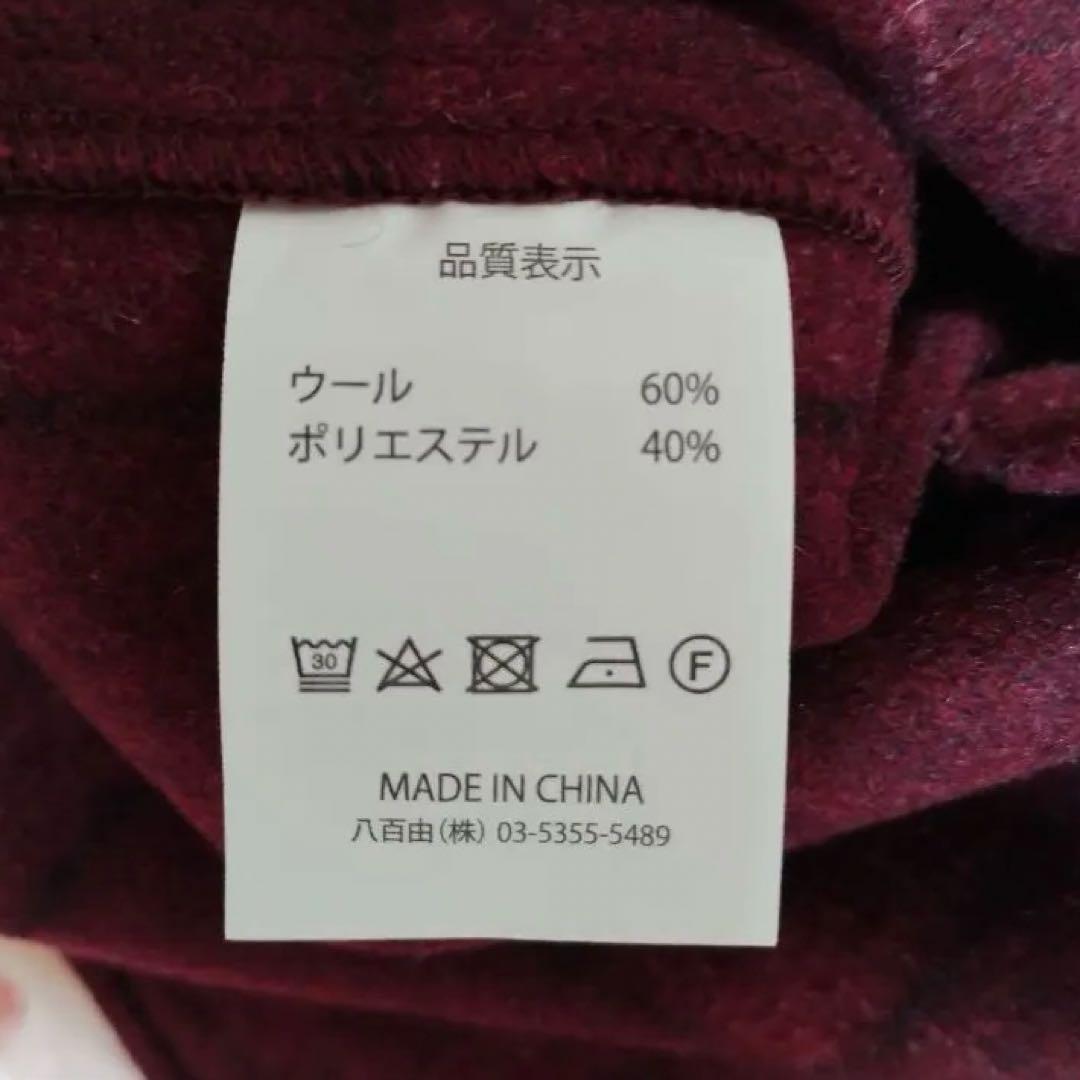 品質表示
ウール 60%
ポリエステル 40%
30 F
MADE IN CHINA
八百由(株) 03-5355-5489